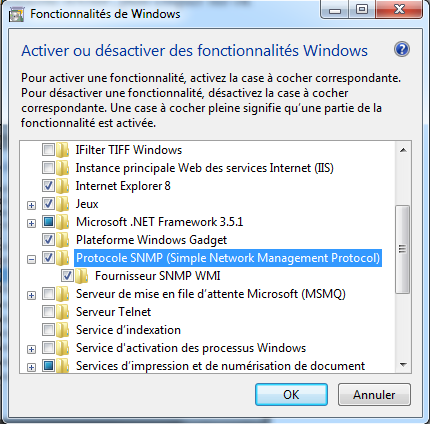 Fonctionnalités de Windows
Activer ou désactiver des fonctionnalités Windows
Pour activer une fonctionnalité, activez la case à cocher correspondante.
Pour désactiver une fonctionnalité, désactivez la case à cocher
correspondante. Une case à cocher pleine signifie qu'une partie de la
fonctionnalité est activée.
IFilter TIFF Windows
Instance principale Web des services Internet (IIS)
Internet Explorer 8
Jeux
Microsoft .NET Framework 3.5.1
Plateforme Windows Gadget
Protocole SNMP (Simple Network Management Protocol)
Fournisseur SNMP WMI
Serveur de mise en file d'attente Microsoft (MSMQ)
Serveur Telnet
Service d'indexation
Service d'activation des processus Windows
Services d'impression et de numérisation de document
OK
Annuler